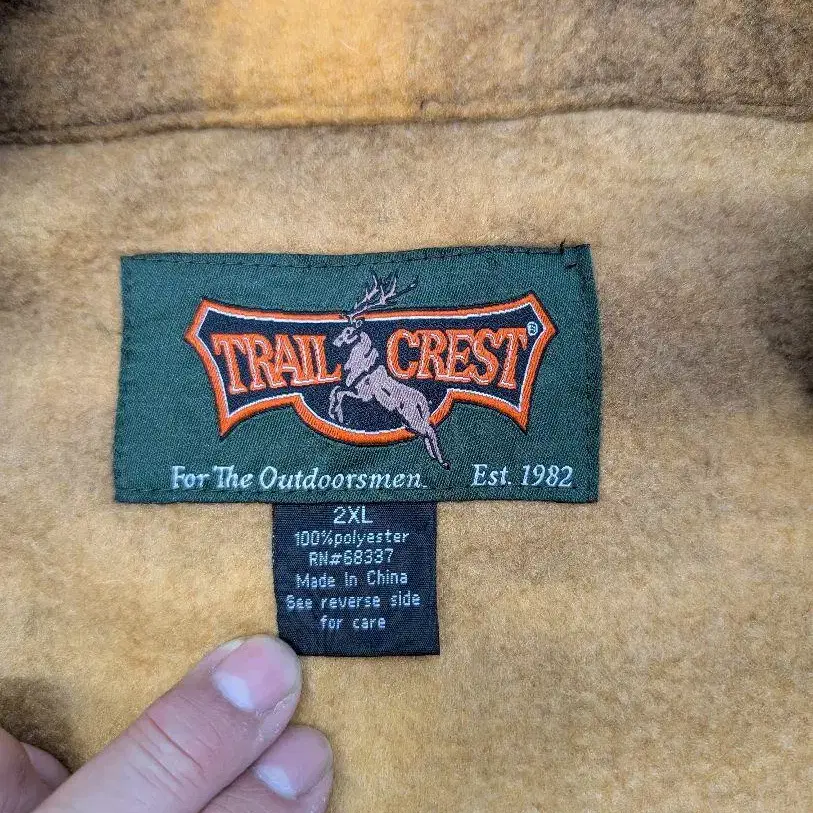 TRAIL CREST®
For The Outdoorsmen. Est. 1982
2XL
100%polyester
RN#68337
Made In China
See reverse side
for care